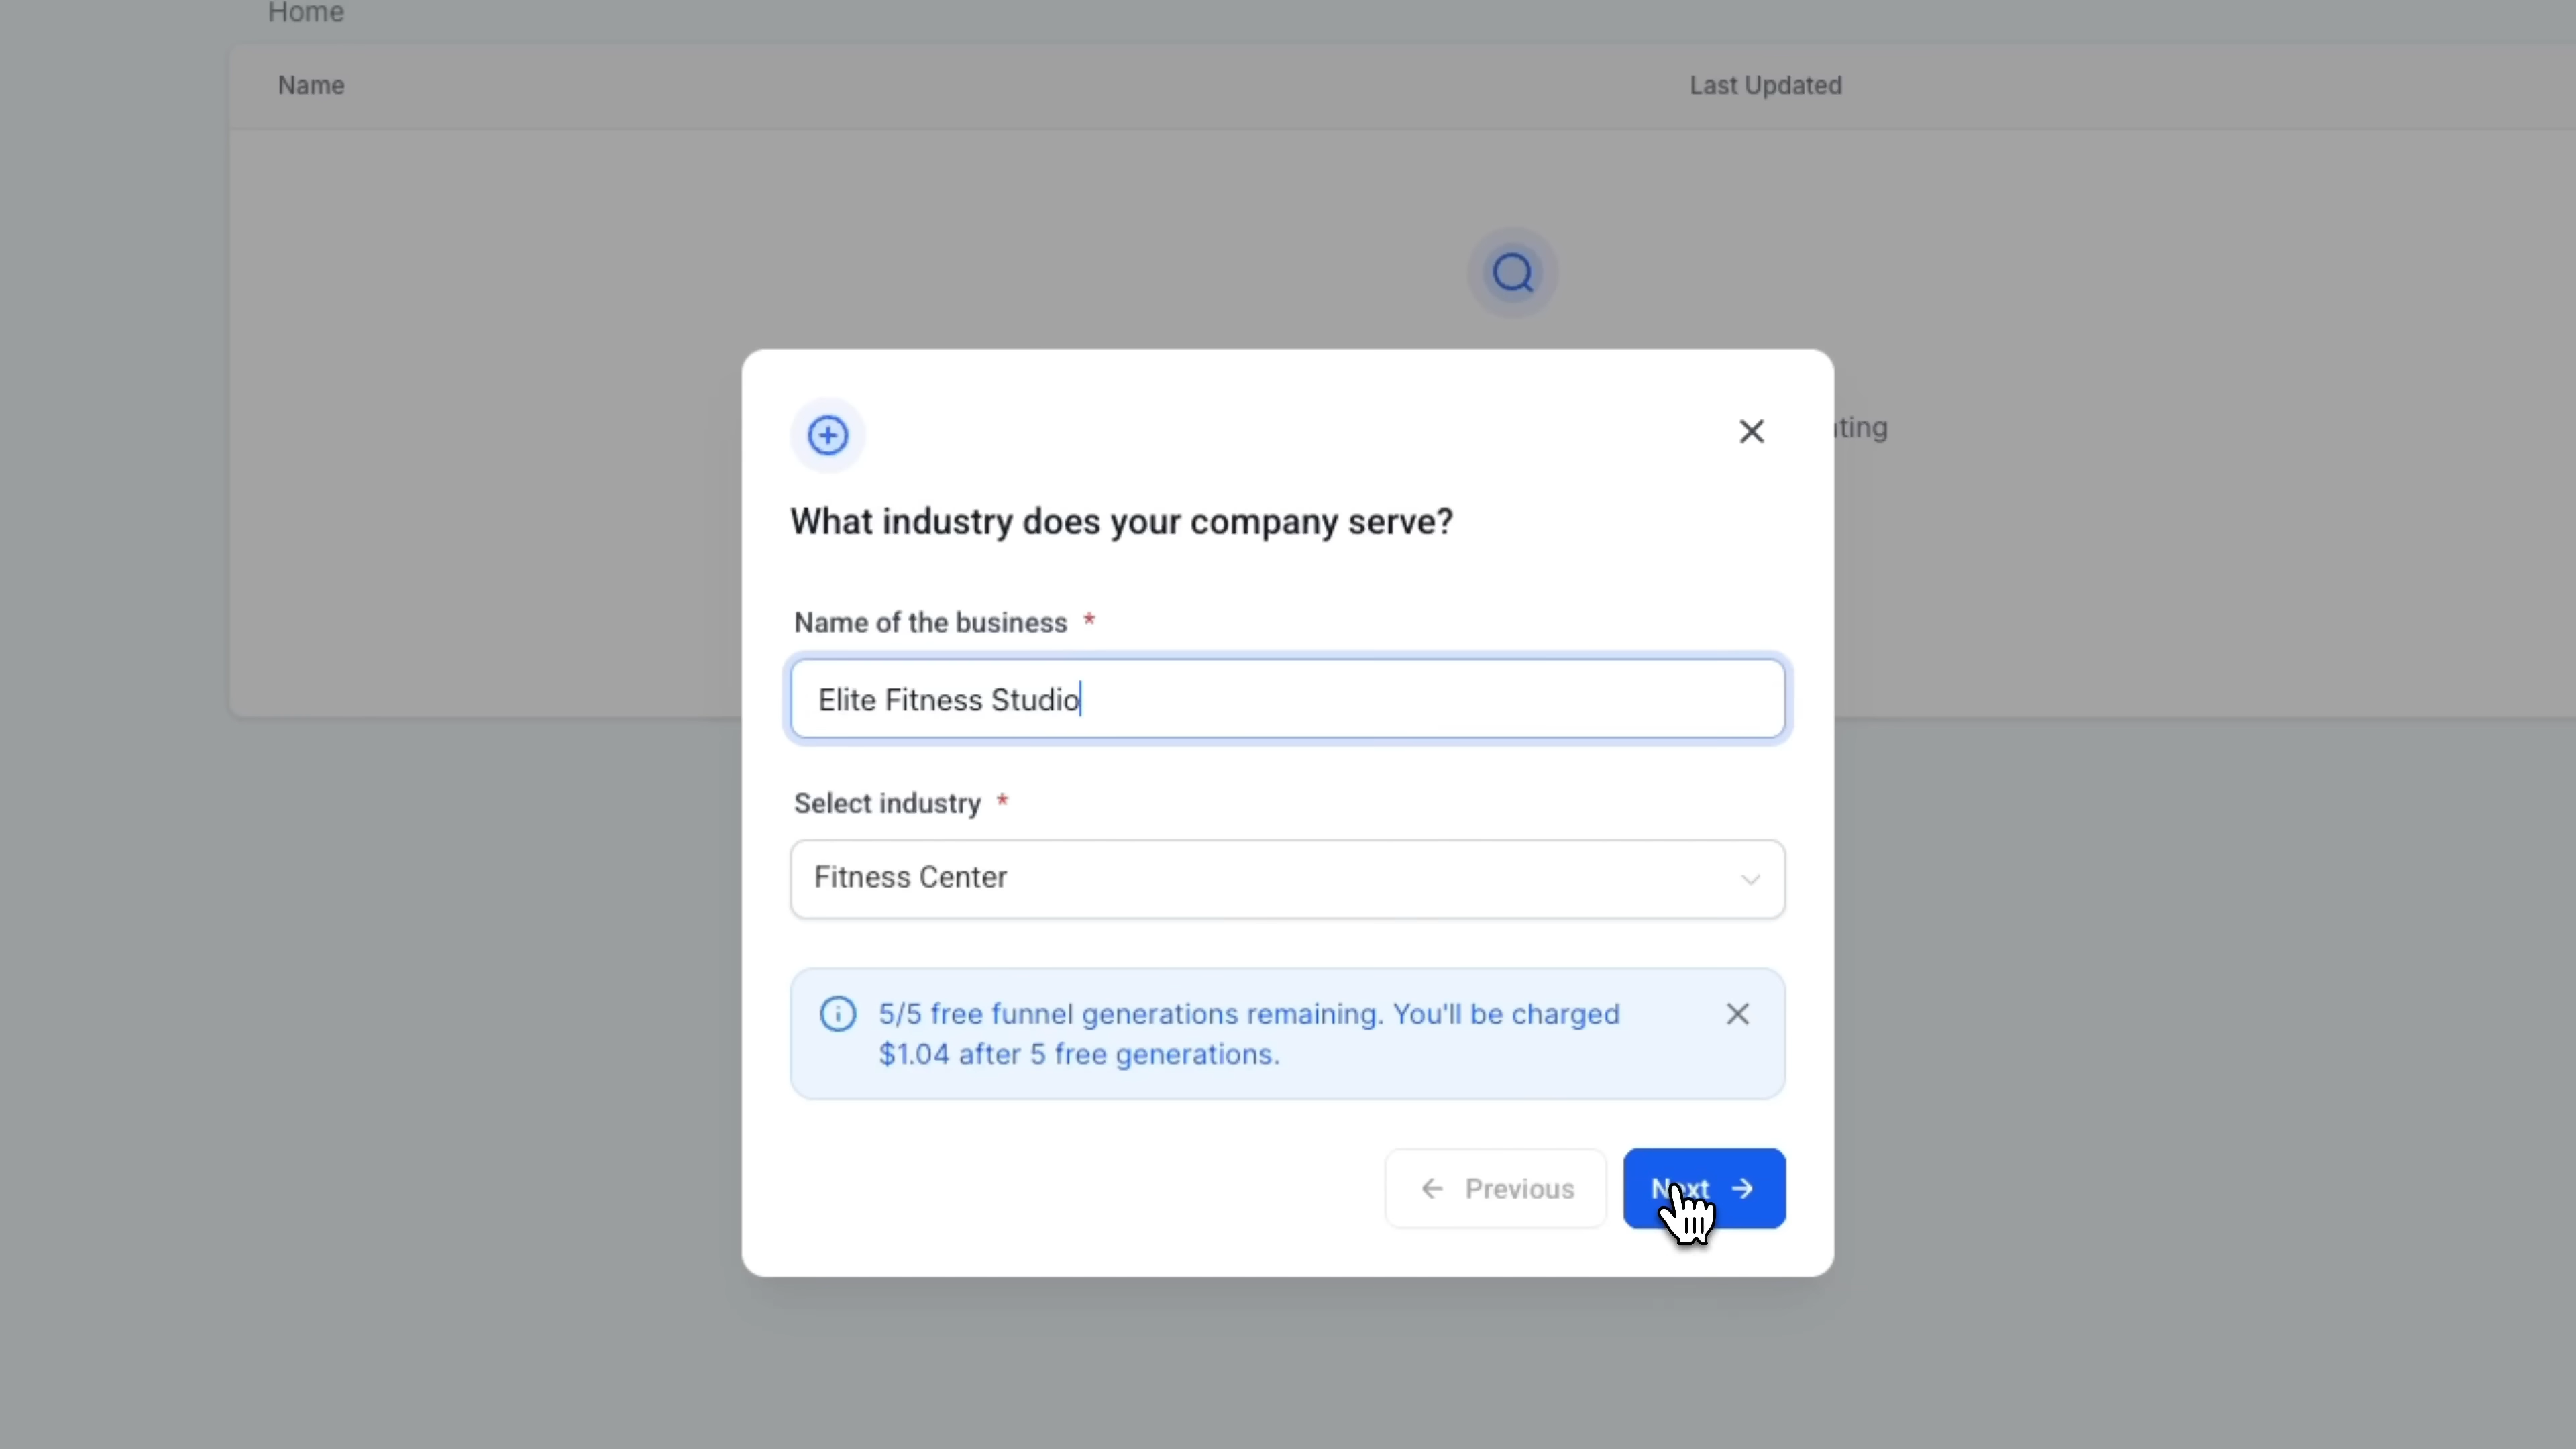 Home
Name
Last Updated
What industry does your company serve?
Name of the business *
Elite Fitness Studio
Select industry *
Fitness Center
5/5 free funnel generations remaining. You'll be charged
$1.04 after 5 free generations.
Previous
Next